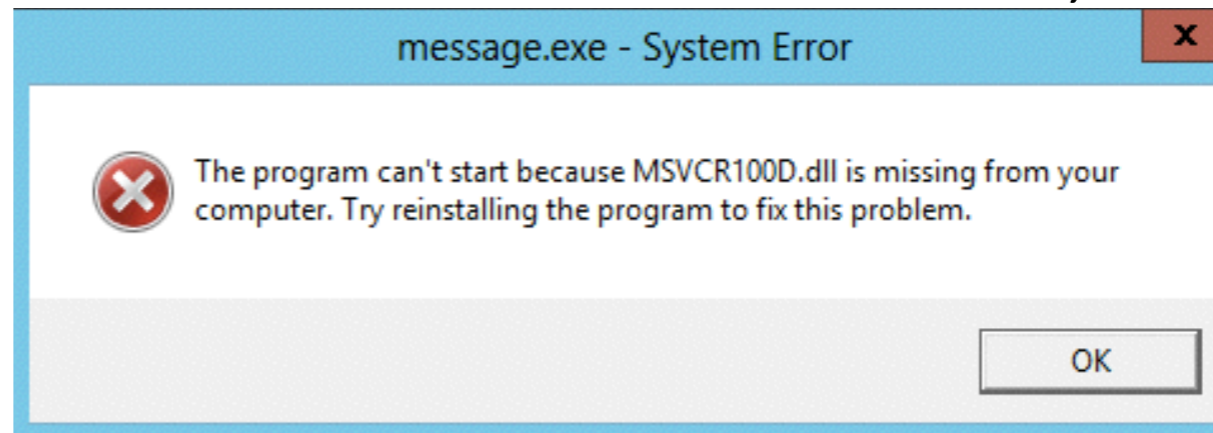 message.exe - System Error
x
The program can't start because MSVCR100D.dll is missing from your
computer. Try reinstalling the program to fix this problem.
OK